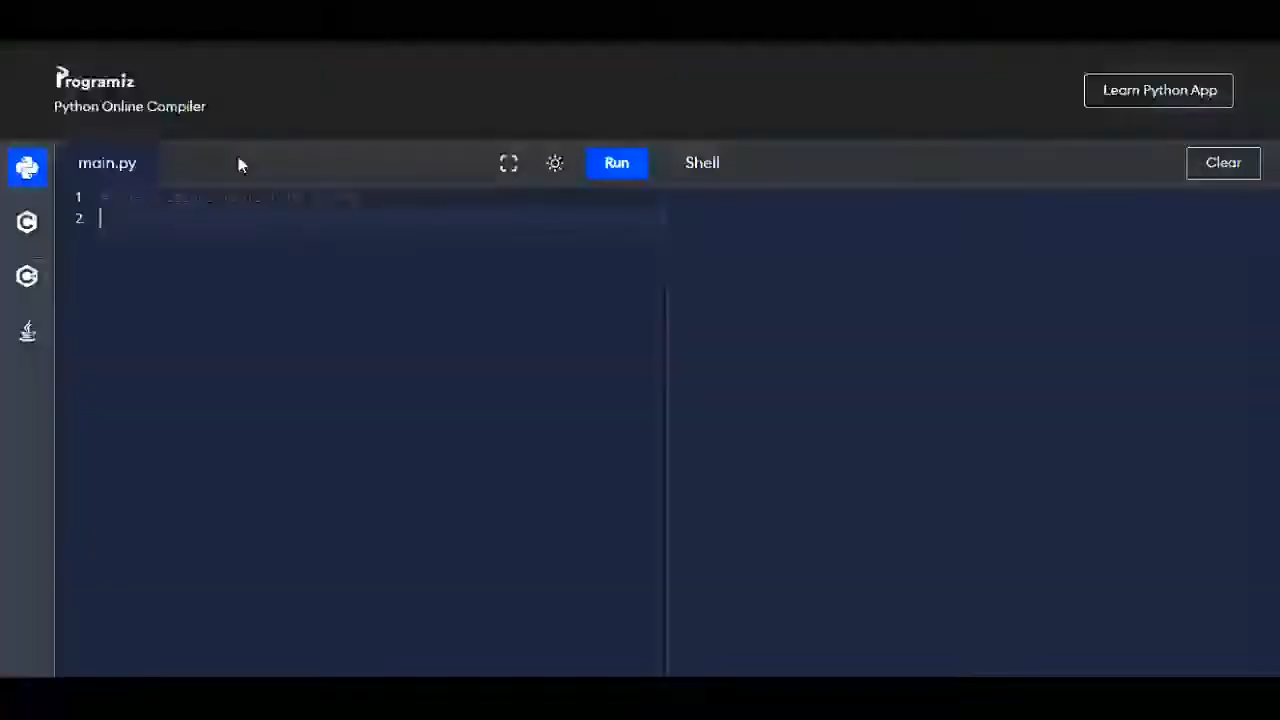 Programiz
Python Online Compiler
Learn Python App
main.py
Run
Shell
Clear
1
2